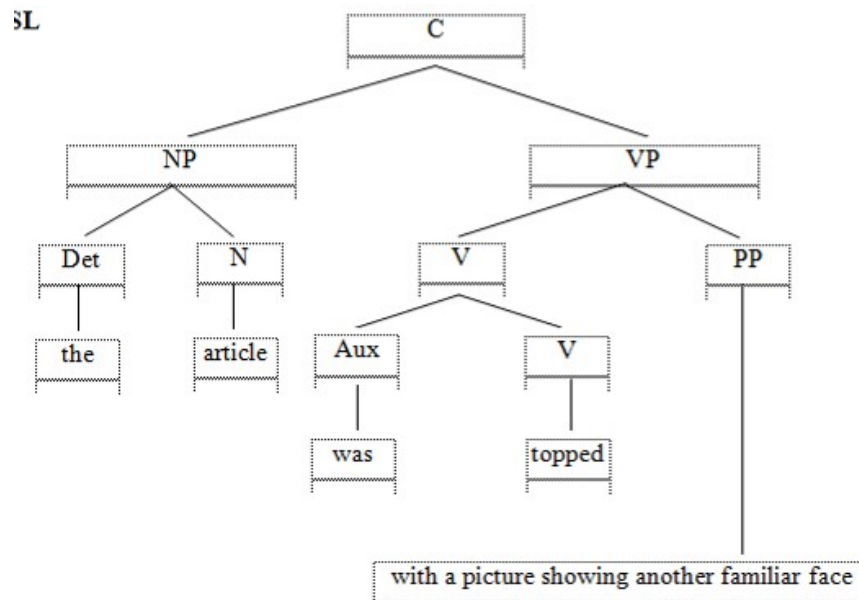 SL
C
NP VP
Det N V PP
the article Aux V
was topped
with a picture showing another familiar face